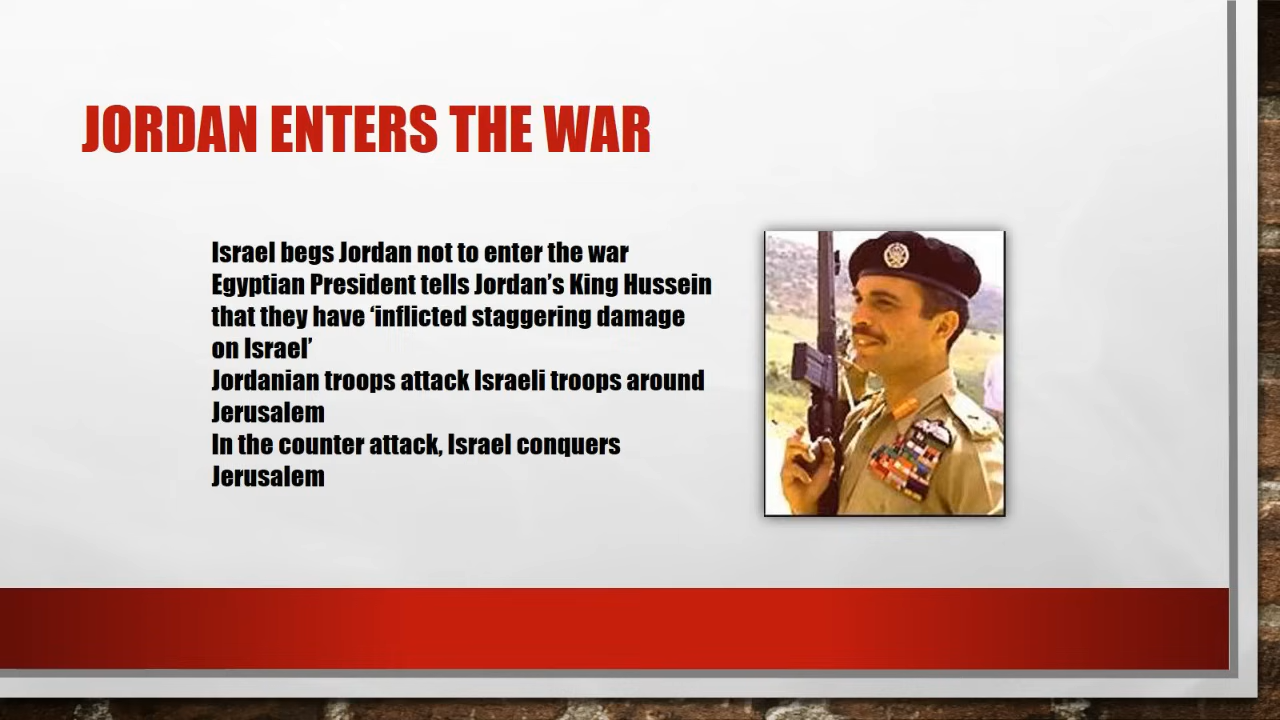 JORDAN ENTERS THE WAR
Israel begs Jordan not to enter the war
Egyptian President tells Jordan’s King Hussein
that they have ‘inflicted staggering damage
on Israel’
Jordanian troops attack Israeli troops around
Jerusalem
In the counter attack, Israel conquers
Jerusalem